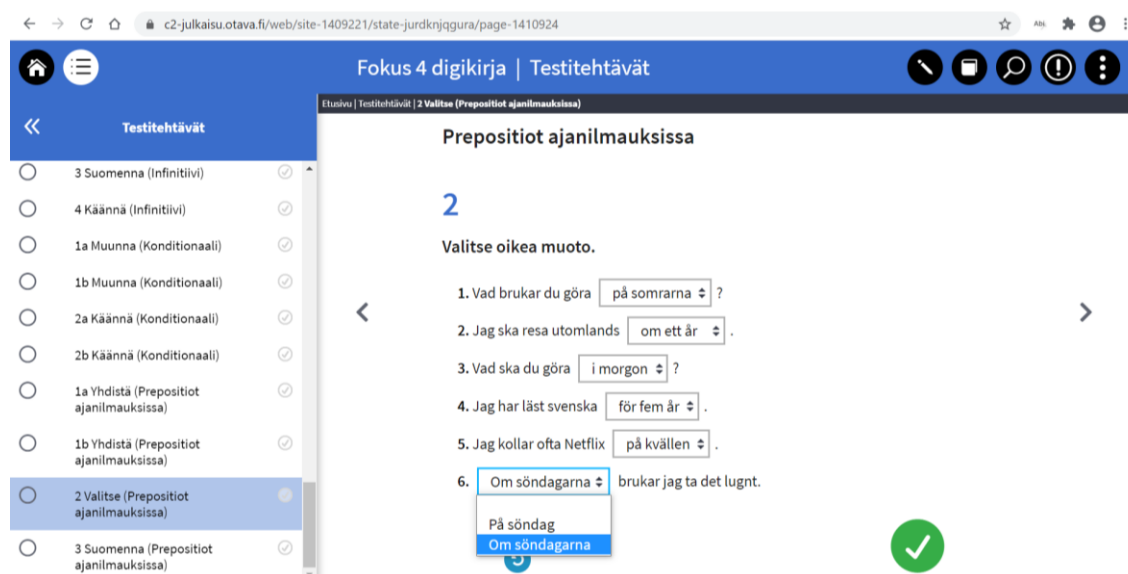 c2-julkaisu.otava.fi/web/site-1409221/state-jurdknjqgura/page-1410924
Fokus 4 digikirja | Testitehtävät
Etusivu | Testitehtävät | 2 Valitse (Prepositiot ajanilmauksissa)
Testitehtävät
3 Suomenna (Infinitiivi)
4 Käännä (Infinitiivi)
1a Muunna (Konditionaali)
1b Muunna (Konditionaali)
2a Käännä (Konditionaali)
2b Käännä (Konditionaali)
1a Yhdistä (Prepositiot
ajanilmauksissa)
1b Yhdistä (Prepositiot
ajanilmauksissa)
2 Valitse (Prepositiot
ajanilmauksissa)
3 Suomenna (Prepositiot
ajanilmauksissa)
Prepositiot ajanilmauksissa
2
Valitse oikea muoto.
1. Vad brukar du göra på somrarna ?
2. Jag ska resa utomlands om ett år .
3. Vad ska du göra i morgon ?
4. Jag har läst svenska för fem år .
5. Jag kollar ofta Netflix på kvällen .
6. Om söndagarna brukar jag ta det lugnt.
På söndag
Om söndagarna